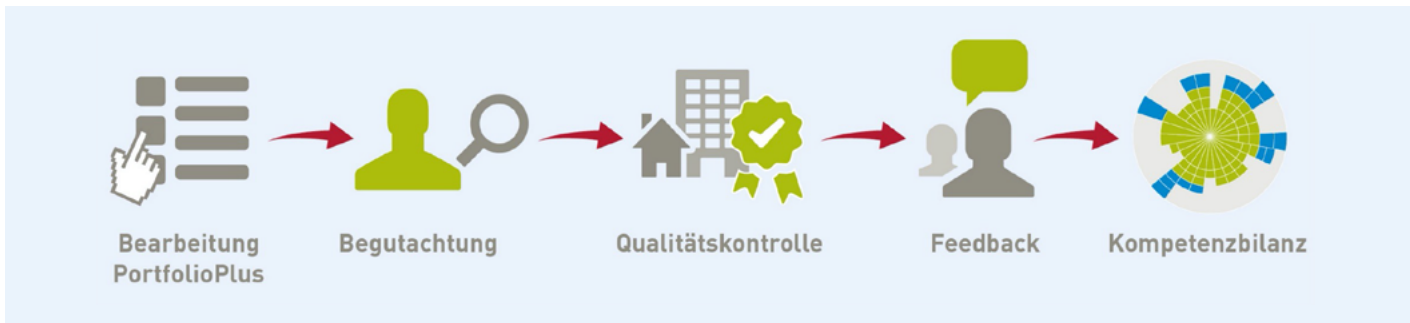 Bearbeitung
PortfolioPlus
Begutachtung
Qualitätskontrolle
Feedback
Kompetenzbilanz